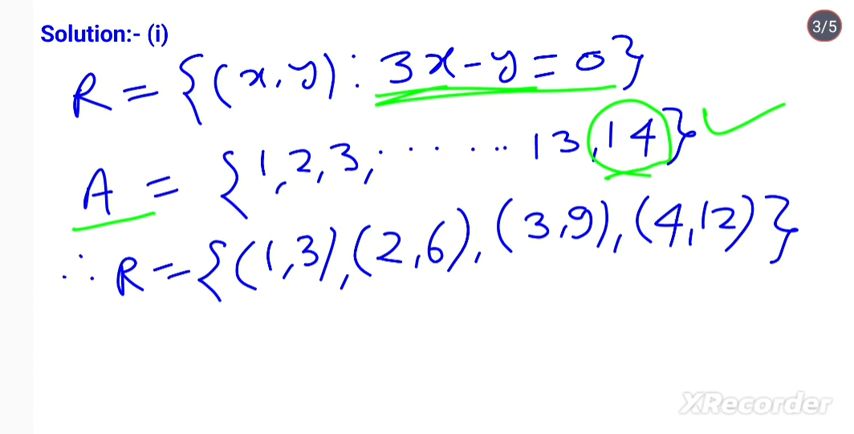 Solution:- (i)
3/5
R = {(x,y) : 3x-y = 0}
A = {1,2,3, ....... 13,14}
∴ R = {(1,3),(2,6),(3,9),(4,12)}
XRecorder